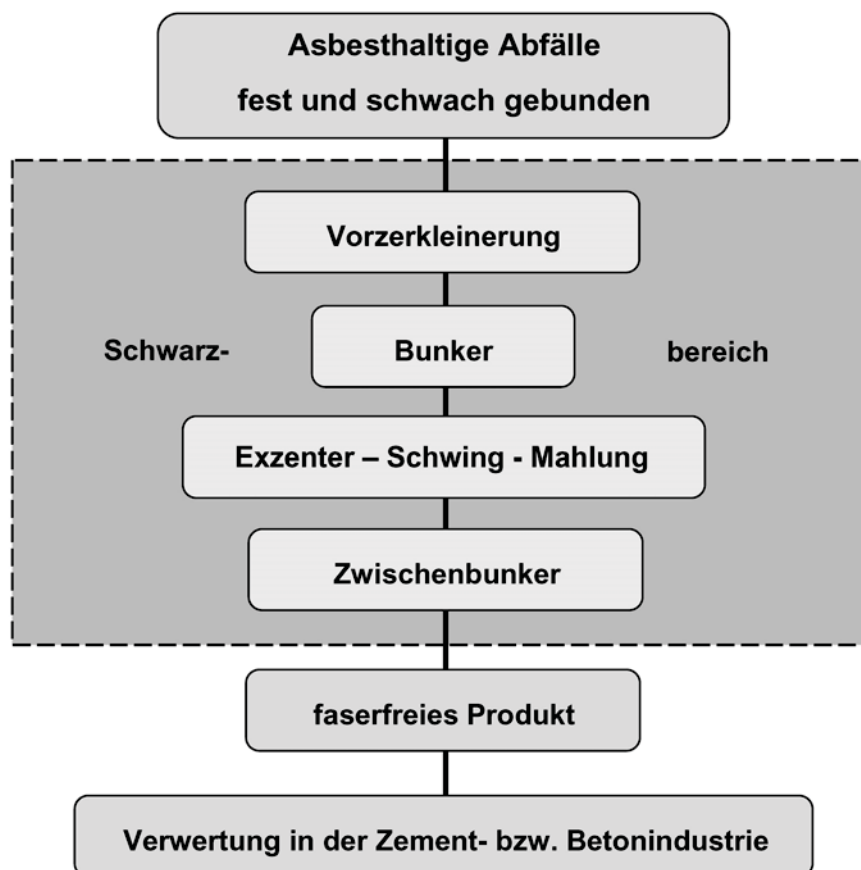 Asbesthaltige Abfälle
fest und schwach gebunden
Vorzerkleinerung
Schwarz- Bunker bereich
Exzenter – Schwing - Mahlung
Zwischenbunker
faserfreies Produkt
Verwertung in der Zement- bzw. Betonindustrie